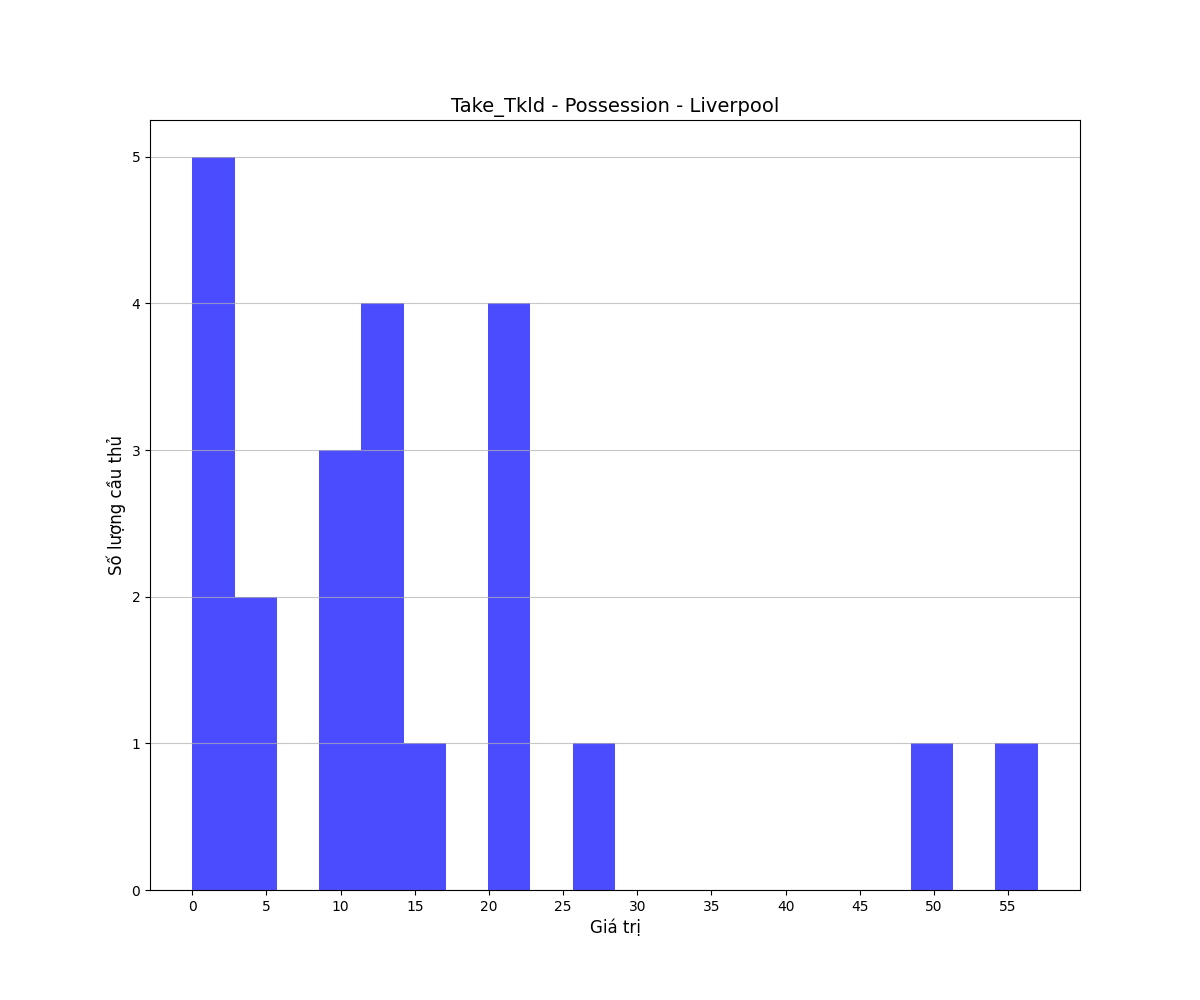 Take_Tkld - Possession - Liverpool
5
4
3
2
1
0
Số lượng cầu thủ
0 5 10 15 20 25 30 35 40 45 50 55
Giá trị